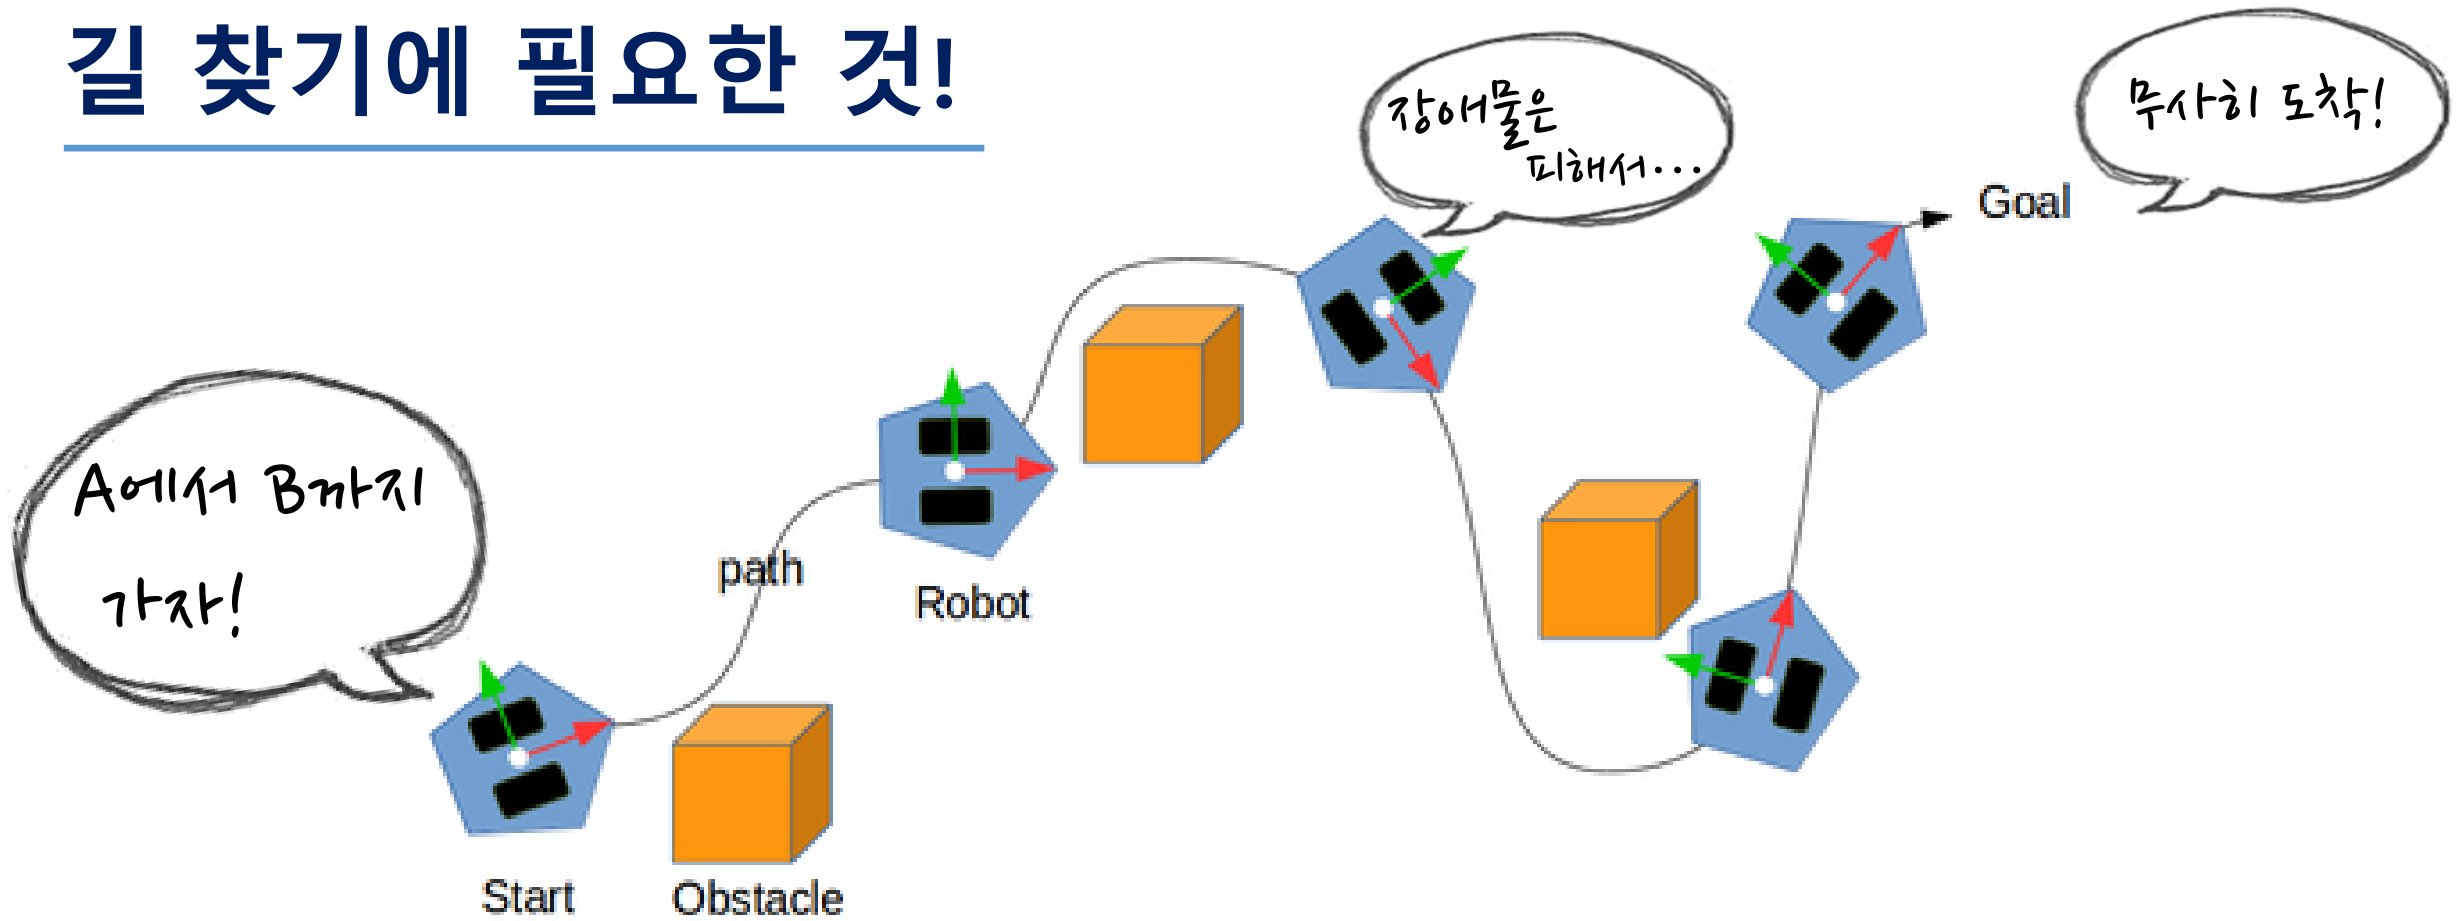 길 찾기에 필요한 것!
장애물은
피해서...
무사히 도착!
Goal
A에서 B까지
가자!
path
Robot
Start
Obstacle